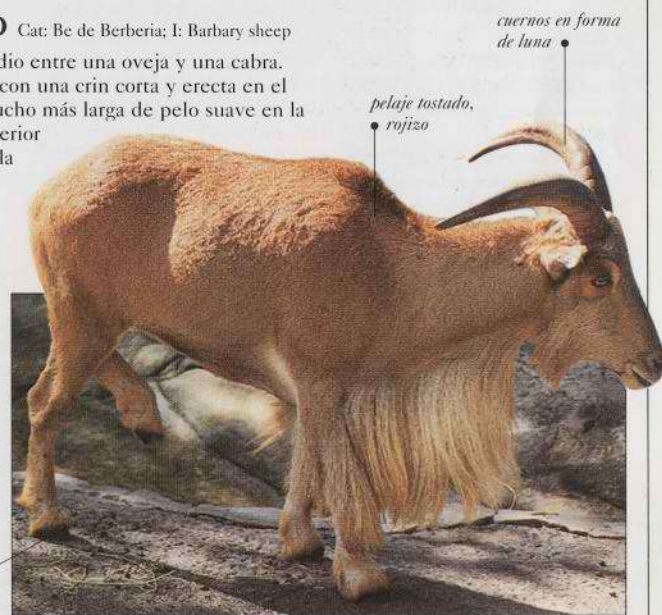 Cat: Be de Berberia; I: Barbary sheep
dio entre una oveja y una cabra.
con una crin corta y erecta en el
ucho más larga de pelo suave en la
erior
la
cuernos en forma
de luna
pelaje tostado,
rojizo